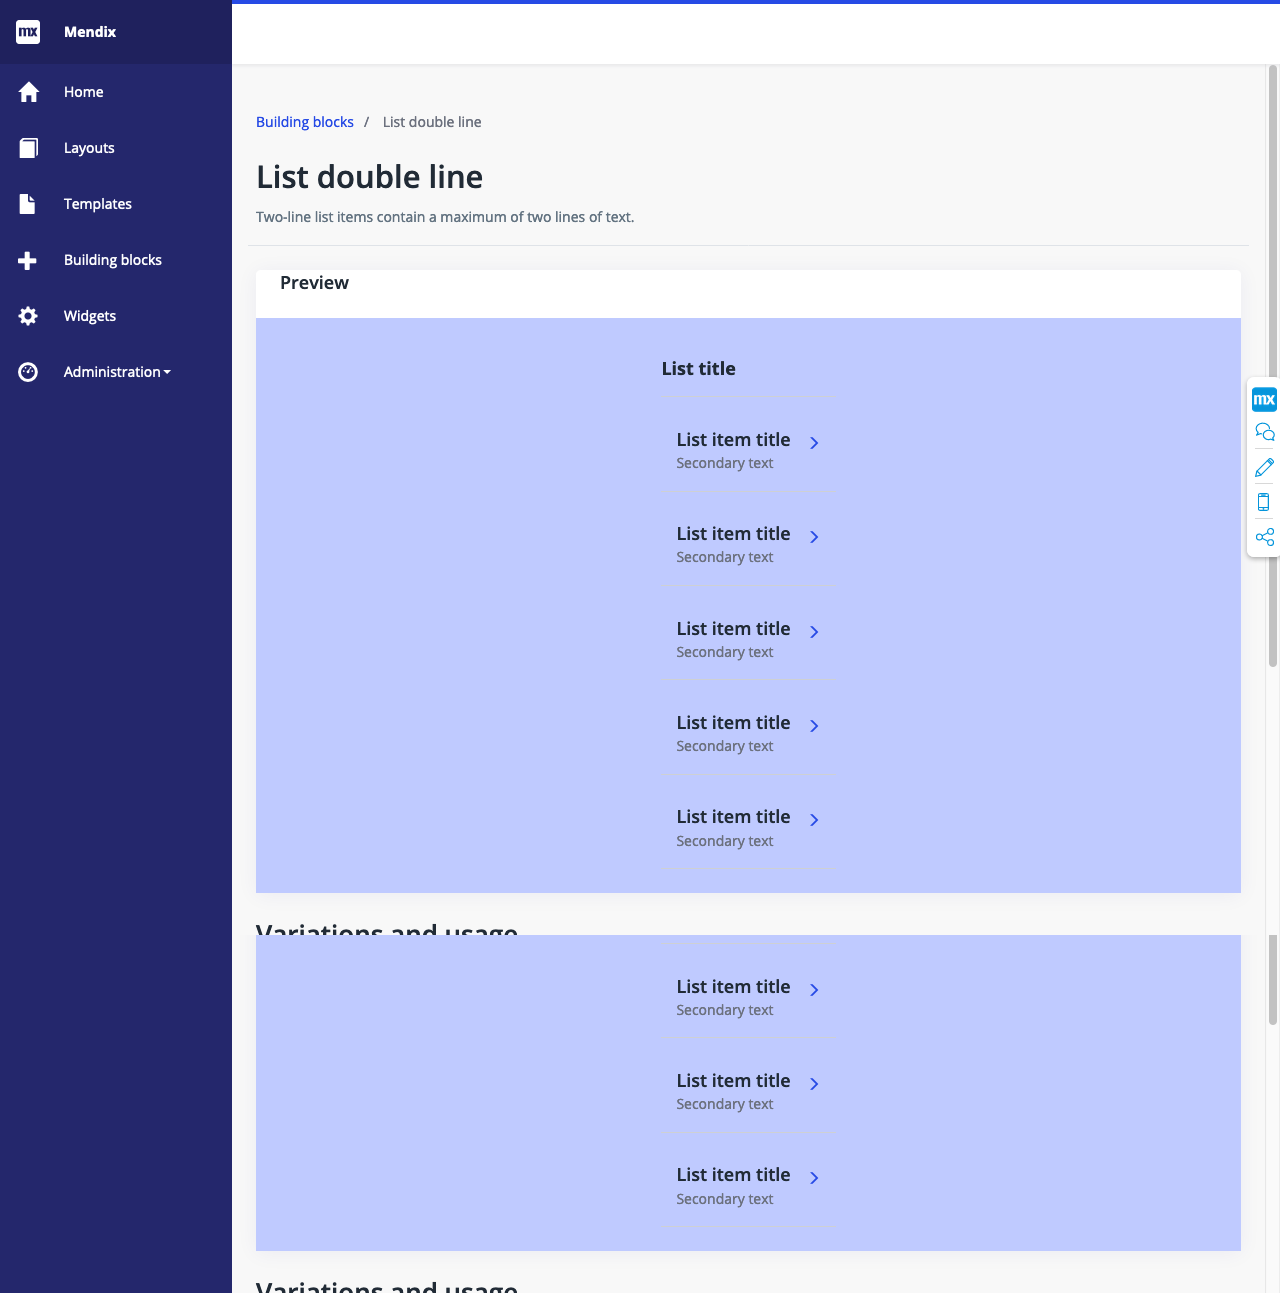 mx Mendix
Home
Layouts
Templates
Building blocks
Widgets
Administration
Building blocks / List double line
List double line
Two-line list items contain a maximum of two lines of text.
Preview
List title
List item title
Secondary text
List item title
Secondary text
List item title
Secondary text
List item title
Secondary text
List item title
Secondary text
mx
Variations and usage
List item title
Secondary text
List item title
Secondary text
List item title
Secondary text
Variations and usage